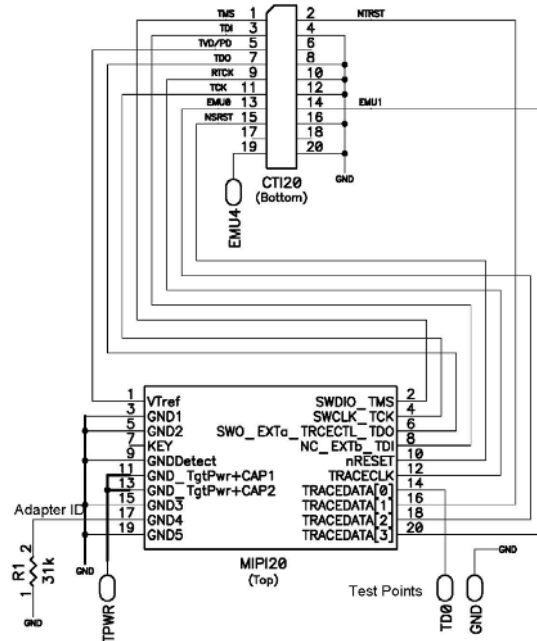 TMS 1 2 NTRST
TDI 3 4
TVD/PD 5 6
TDO 7 8
RTCK 9 10
TCK 11 12
EMU0 13 14 EMU1
NSRST 15 16
17 18
19 20
GND
CTI20
(Bottom)
EMU4
1 VTref SWDIO_TMS 2
3 GND1 SWCLK_TCK 4
5 GND2 SWO_EXTa_TRCECTL_TDO 6
7 KEY NC_EXTb_TDI 8
9 GNDDetect nRESET 10
11 GND_TgtPwr+CAP1 TRACECLK 12
13 GND_TgtPwr+CAP2 TRACEDATA[0] 14
15 GND3 TRACEDATA[1] 16
Adapter ID 17 GND4 TRACEDATA[2] 18
19 GND5 TRACEDATA[3] 20
MIPI20
(Top)
GND
R1 2
31k
1
GND
TPWR
Test Points
TD0
GND
GND